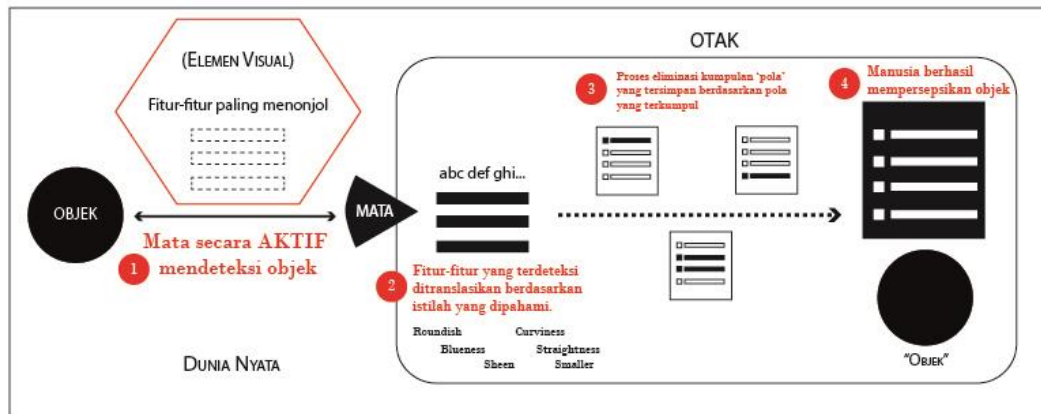 (ELEMEN VISUAL)
Fitur-fitur paling menonjol
OBJEK
MATA
1
Mata secara AKTIF
mendeteksi objek
DUNIA NYATA
OTAK
abc def ghi...
2
Fitur-fitur yang terdeteksi
ditranslasikan berdasarkan
istilah yang dipahami.
Roundish Curviness
Blueness Straightness
Sheen Smaller
3
Proses eliminasi kumpulan ‘pola’
yang tersimpan berdasarkan pola
yang terkumpul
4
Manusia berhasil
mempersepsikan objek
“OBJEK”